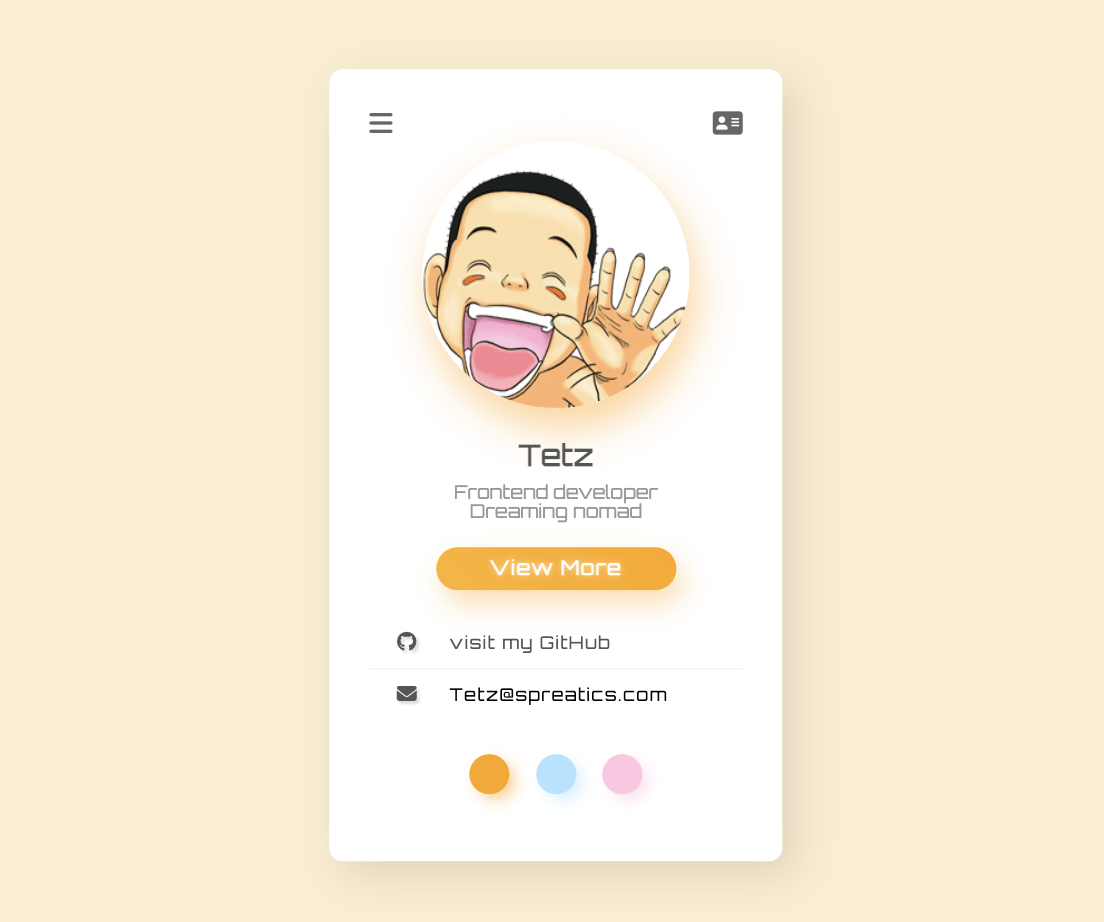 Tetz
Frontend developer
Dreaming nomad
View More
visit my GitHub
Tetz@spreatics.com